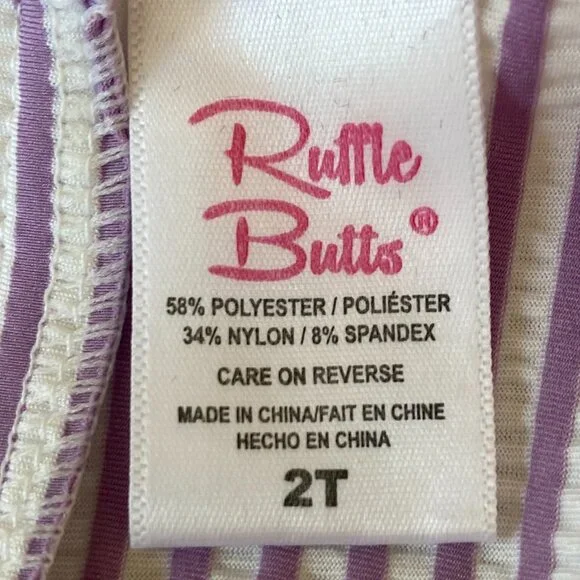 Ruffle
Butts®
58% POLYESTER / POLIÉSTER
34% NYLON / 8% SPANDEX
CARE ON REVERSE
MADE IN CHINA/FAIT EN CHINE
HECHO EN CHINA
2T